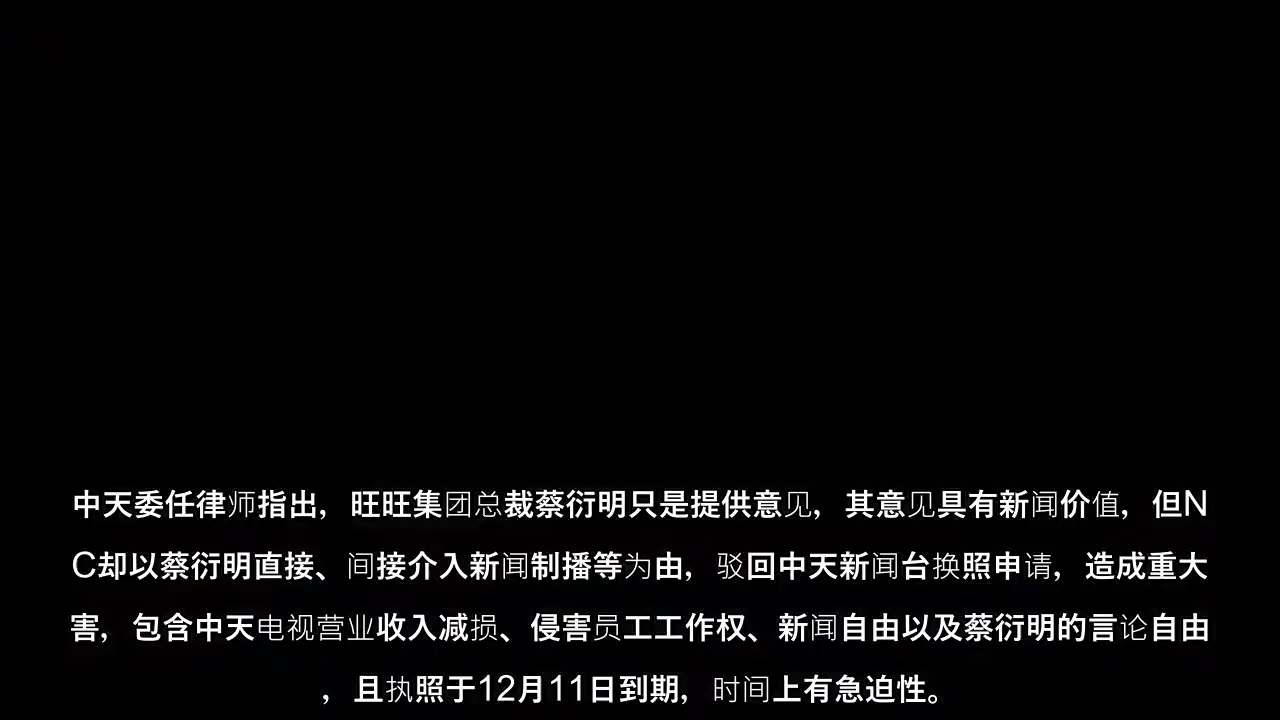 中天委任律师指出，旺旺集团总裁蔡衍明只是提供意见，其意见具有新闻价值，但N
C却以蔡衍明直接、间接介入新闻制播等为由，驳回中天新闻台换照申请，造成重大
害，包含中天电视营业收入减损、侵害员工工作权、新闻自由以及蔡衍明的言论自由
，且执照于12月11日到期，时间上有急迫性。